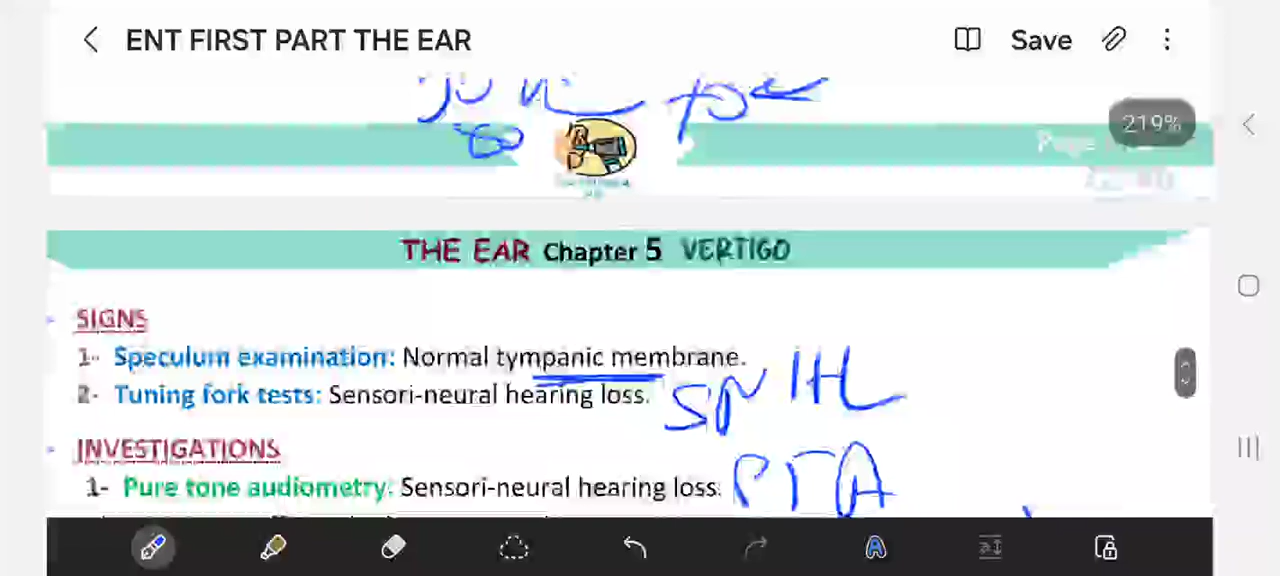 ENT FIRST PART THE EAR
Save
219%
Page
THE EAR Chapter 5 VERTIGO
SIGNS
1- Speculum examination: Normal tympanic membrane.
2- Tuning fork tests: Sensori-neural hearing loss.
SNHL
INVESTIGATIONS
1- Pure tone audiometry: Sensori-neural hearing loss.
PTA